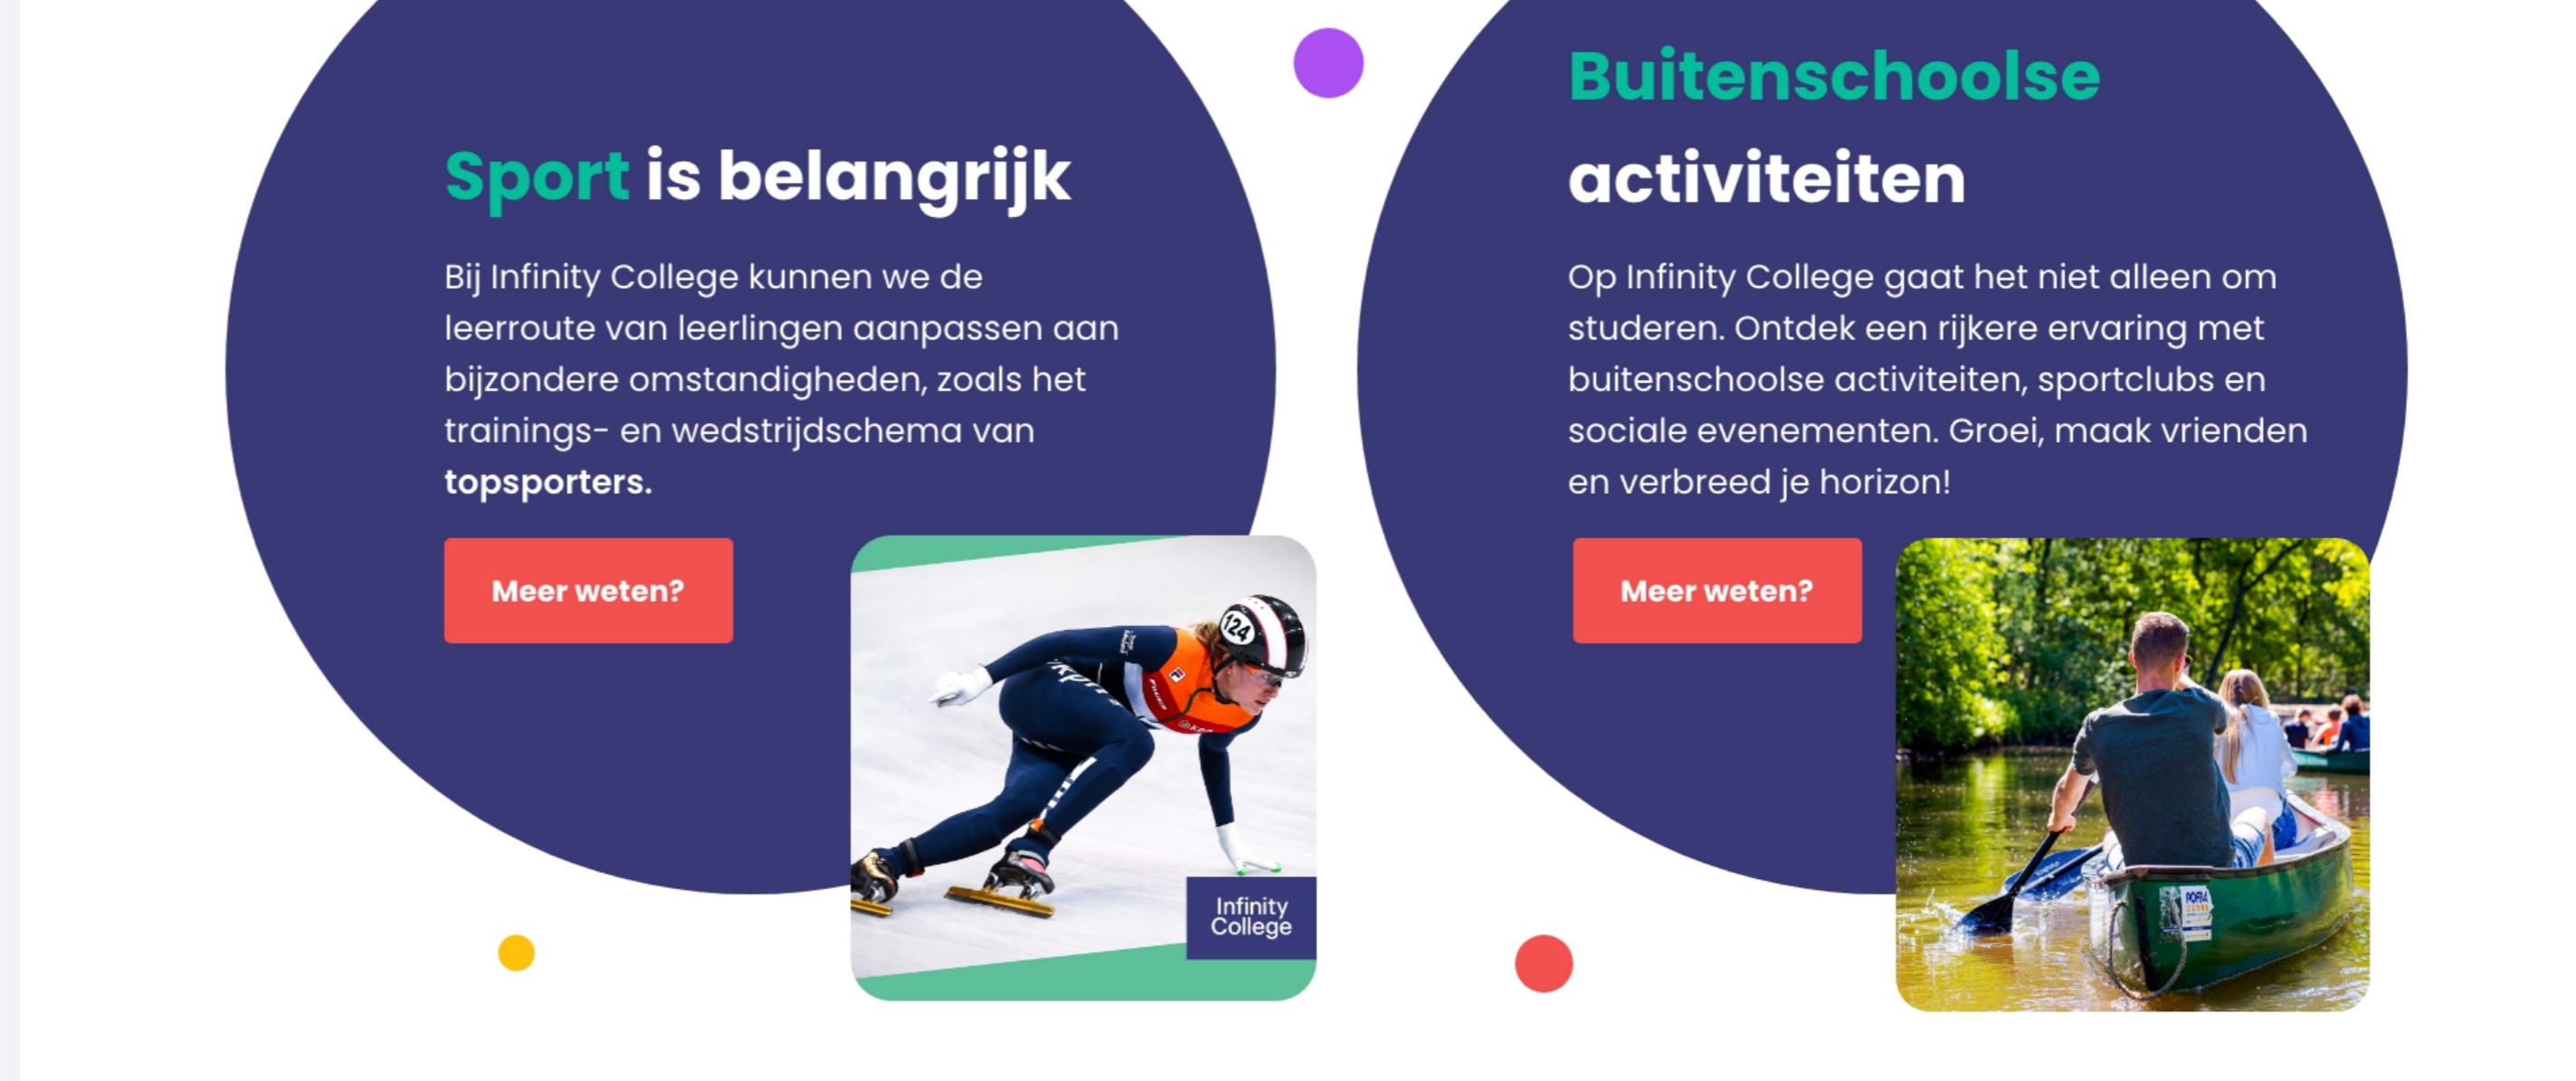 Sport is belangrijk
Bij Infinity College kunnen we de
leerroute van leerlingen aanpassen aan
bijzondere omstandigheden, zoals het
trainings- en wedstrijdschema van
topsporters.
Meer weten?
124
Infinity
College
Buitenschoolse
activiteiten
Op Infinity College gaat het niet alleen om
studeren. Ontdek een rijkere ervaring met
buitenschoolse activiteiten, sportclubs en
sociale evenementen. Groei, maak vrienden
en verbreed je horizon!
Meer weten?